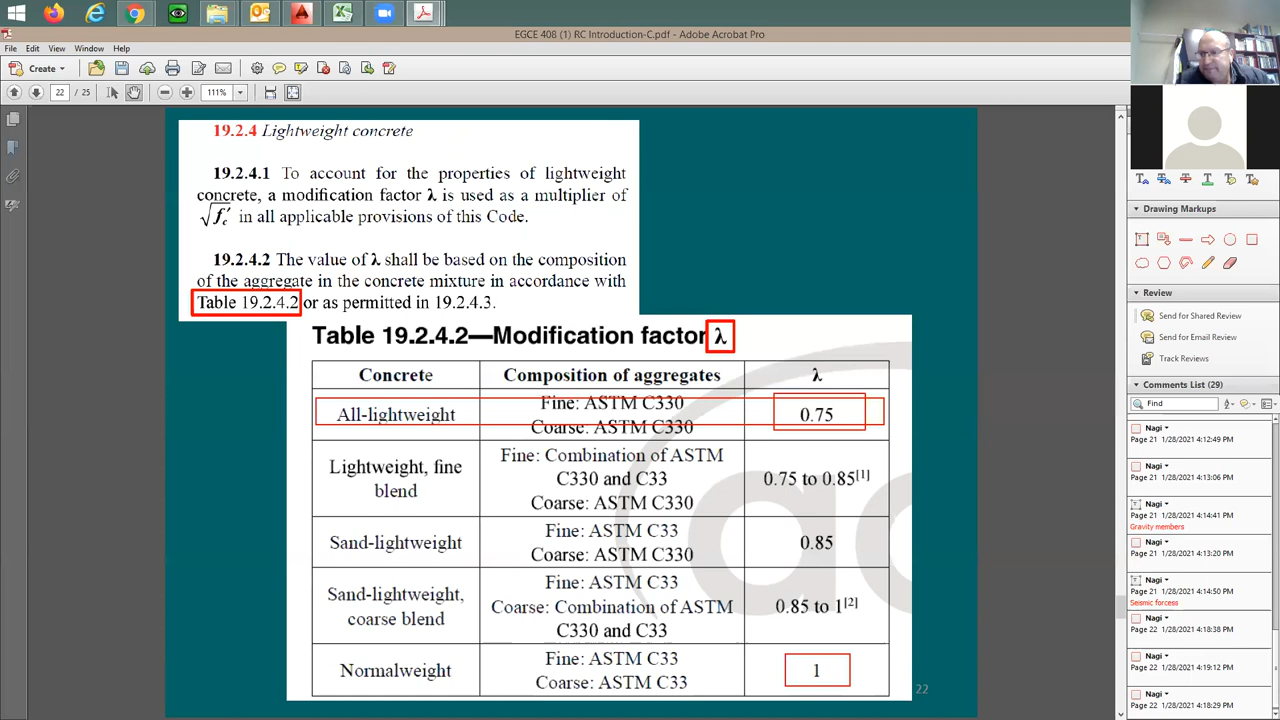 EGCE 408 (1) RC Introduction-C.pdf - Adobe Acrobat Pro
File Edit View Window Help
Create
22 / 25 111%
19.2.4 Lightweight concrete
19.2.4.1 To account for the properties of lightweight
concrete, a modification factor λ is used as a multiplier of
√fc′ in all applicable provisions of this Code.
19.2.4.2 The value of λ shall be based on the composition
of the aggregate in the concrete mixture in accordance with
Table 19.2.4.2 or as permitted in 19.2.4.3.
Table 19.2.4.2—Modification factor λ
Concrete Composition of aggregates λ
All-lightweight
Fine: ASTM C330
Coarse: ASTM C330
0.75
Lightweight, fine
blend
Fine: Combination of ASTM
C330 and C33
Coarse: ASTM C330
0.75 to 0.85[1]
Sand-lightweight
Fine: ASTM C33
Coarse: ASTM C330
0.85
Sand-lightweight,
coarse blend
Fine: ASTM C33
Coarse: Combination of ASTM
C330 and C33
0.85 to 1[2]
Normalweight
Fine: ASTM C33
Coarse: ASTM C33
1
22
Drawing Markups
Review
Send for Shared Review
Send for Email Review
Track Reviews
Comments List (29)
Find
Nagi
Page 21 1/28/2021 4:12:49 PM
Nagi
Page 21 1/28/2021 4:13:06 PM
Nagi
Page 21 1/28/2021 4:14:41 PM
Gravity members
Nagi
Page 21 1/28/2021 4:13:20 PM
Nagi
Page 21 1/28/2021 4:14:50 PM
Seismic forcess
Nagi
Page 22 1/28/2021 4:18:38 PM
Nagi
Page 22 1/28/2021 4:19:12 PM
Nagi
Page 22 1/28/2021 4:18:29 PM